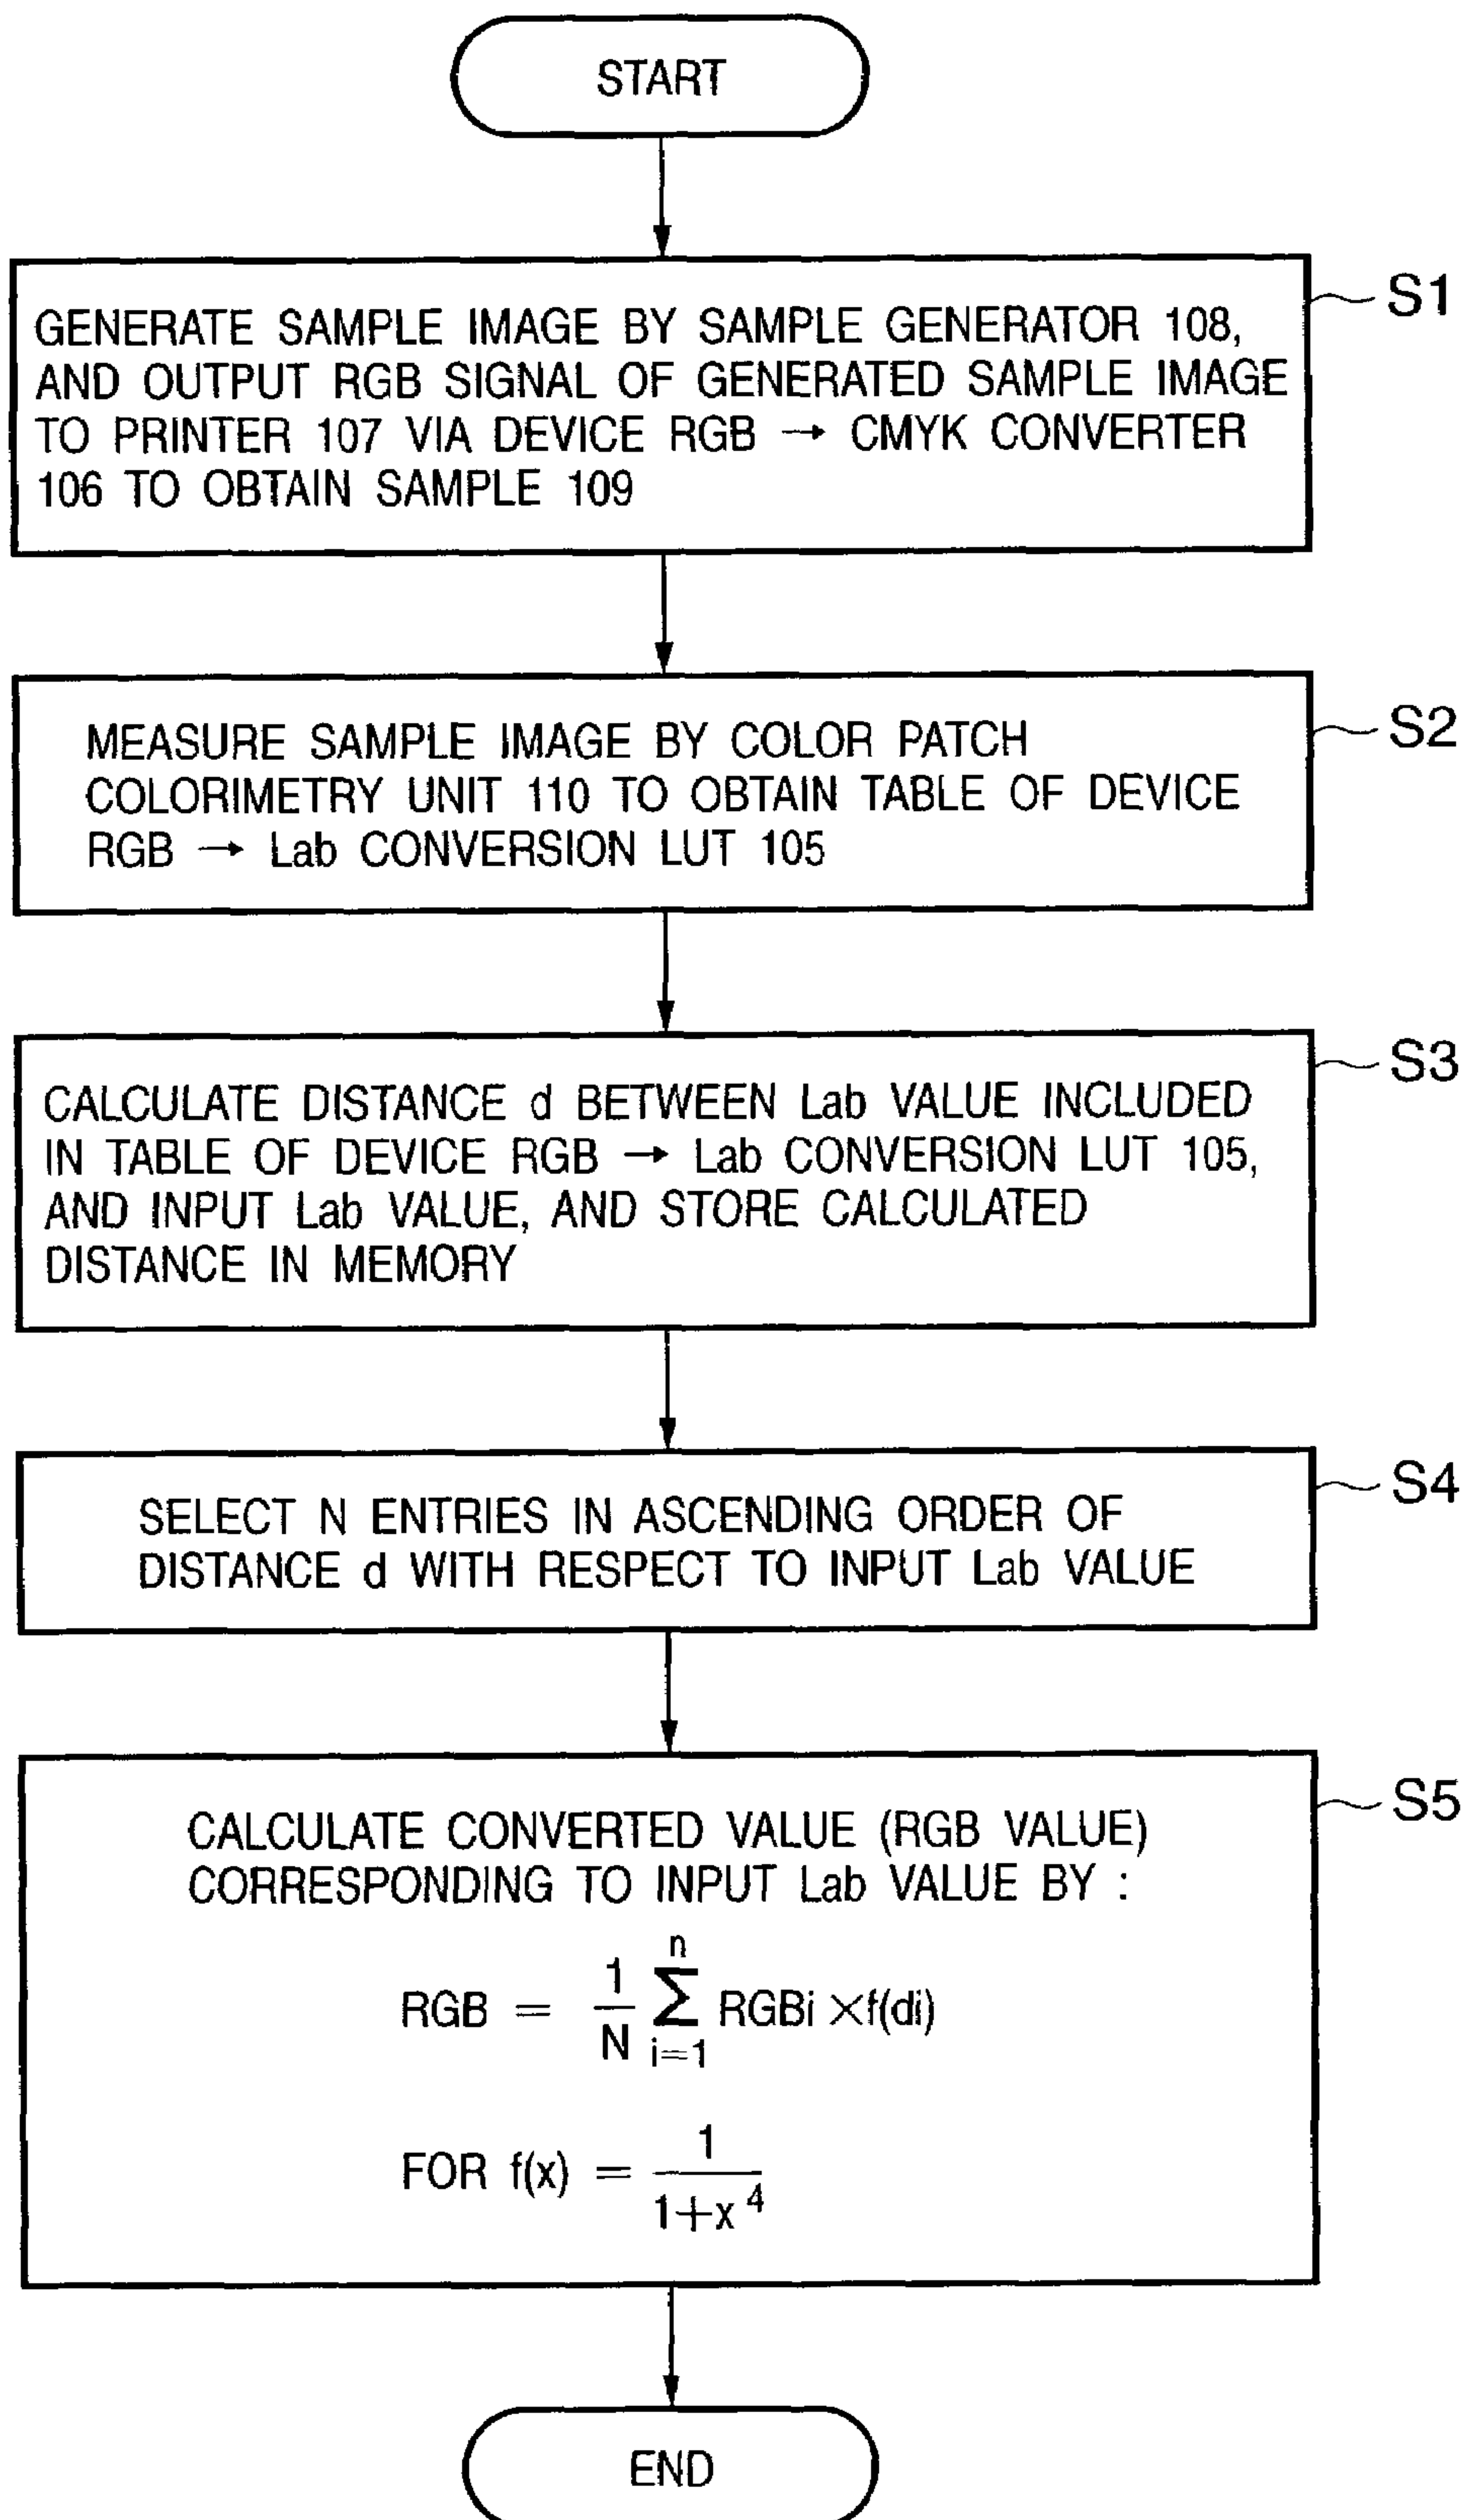 START
S1
GENERATE SAMPLE IMAGE BY SAMPLE GENERATOR 108,
AND OUTPUT RGB SIGNAL OF GENERATED SAMPLE IMAGE
TO PRINTER 107 VIA DEVICE RGB → CMYK CONVERTER
106 TO OBTAIN SAMPLE 109
S2
MEASURE SAMPLE IMAGE BY COLOR PATCH
COLORIMETRY UNIT 110 TO OBTAIN TABLE OF DEVICE
RGB → Lab CONVERSION LUT 105
S3
CALCULATE DISTANCE d BETWEEN Lab VALUE INCLUDED
IN TABLE OF DEVICE RGB → Lab CONVERSION LUT 105,
AND INPUT Lab VALUE, AND STORE CALCULATED
DISTANCE IN MEMORY
S4
SELECT N ENTRIES IN ASCENDING ORDER OF
DISTANCE d WITH RESPECT TO INPUT Lab VALUE
S5
CALCULATE CONVERTED VALUE (RGB VALUE)
CORRESPONDING TO INPUT Lab VALUE BY :
RGB = 1/N n Σ i=1 RGBi ×f(di)
FOR f(x) = 1/1+x^4
END